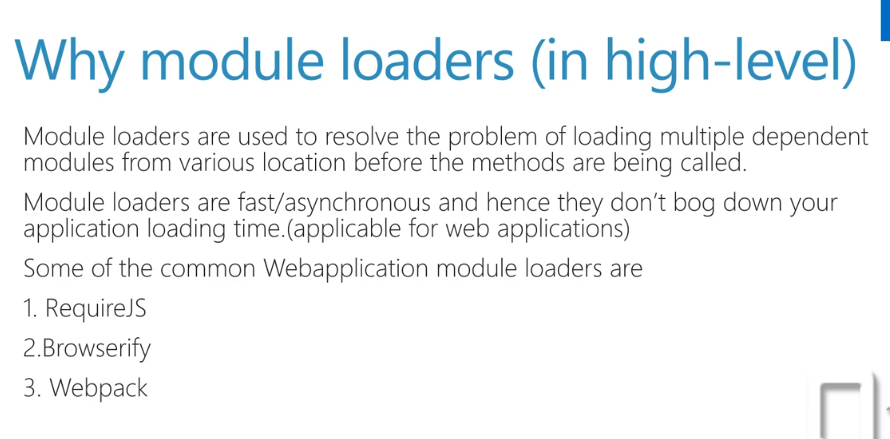 Why module loaders (in high-level)
Module loaders are used to resolve the problem of loading multiple dependent
modules from various location before the methods are being called.
Module loaders are fast/asynchronous and hence they don't bog down your
application loading time.(applicable for web applications)
Some of the common Webapplication module loaders are
1. RequireJS
2.Browserify
3. Webpack